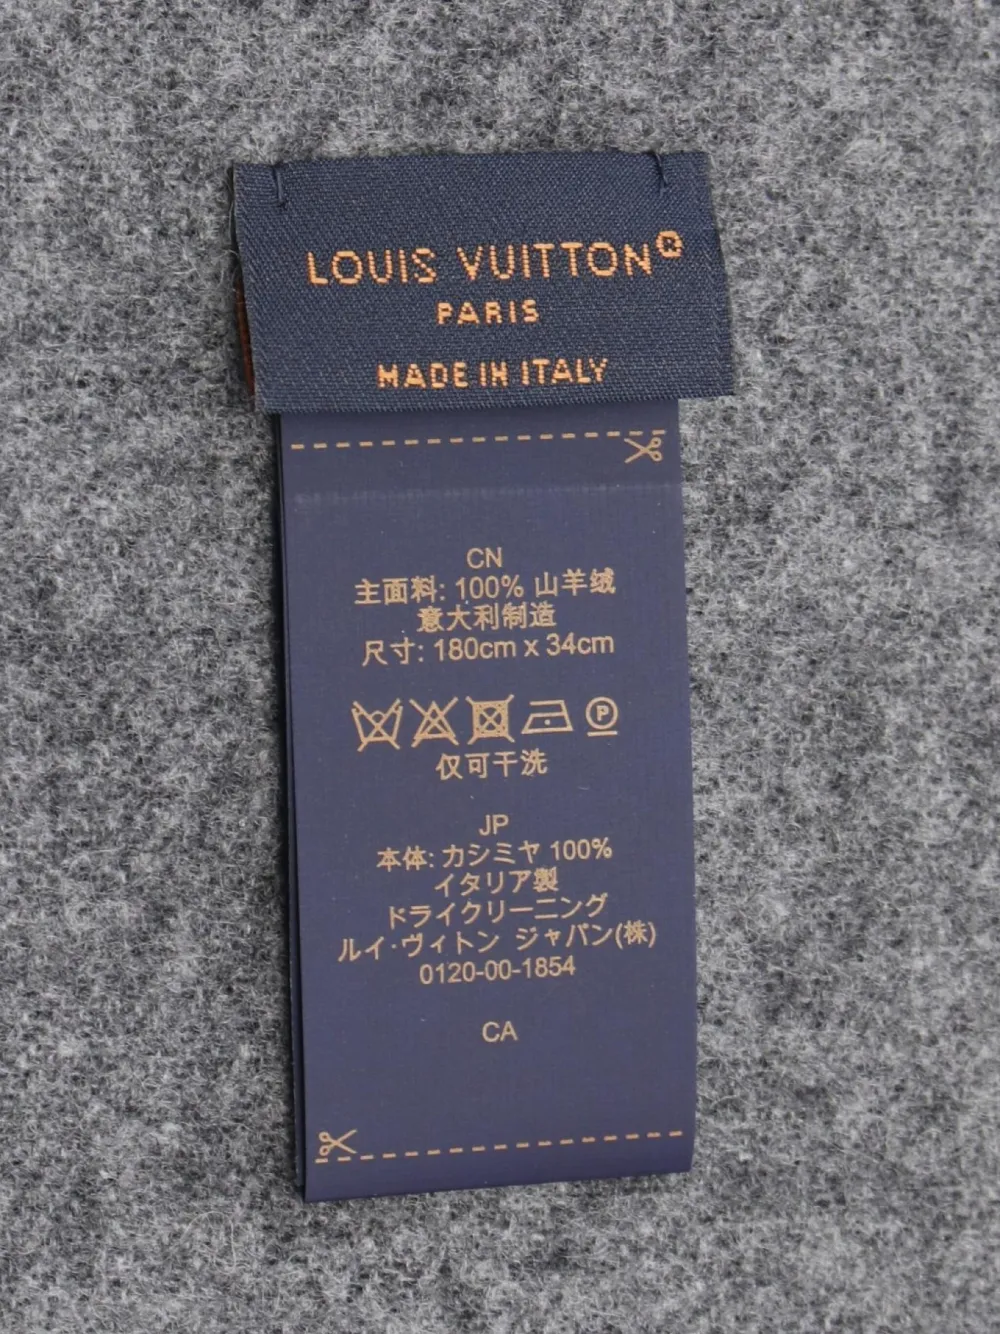 LOUIS VUITTON®
PARIS
MADE IN ITALY
CN
主面料: 100% 山羊绒
意大利制造
尺寸: 180cm x 34cm
P
仅可干洗
JP
本体: カシミヤ 100%
イタリア製
ドライクリーニング
ルイ·ヴィトン ジャパン(株)
0120-00-1854
CA